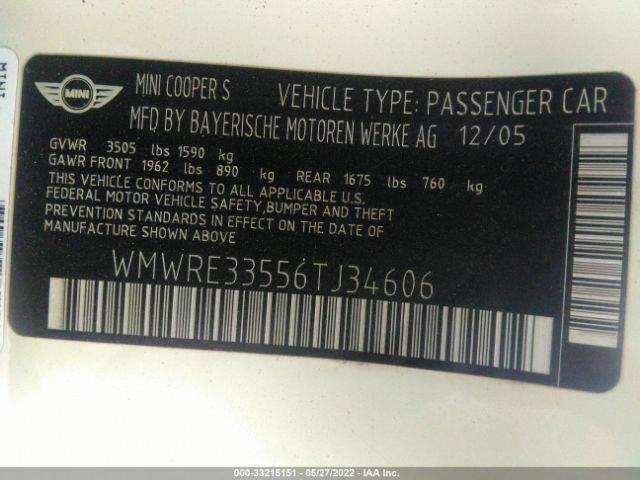 MINI
MINI COOPER S VEHICLE TYPE: PASSENGER CAR
MFD BY BAYERISCHE MOTOREN WERKE AG 12/05
GVWR 3505 lbs 1590 kg
GAWR FRONT 1962 lbs 890 kg REAR 1675 lbs 760 kg
THIS VEHICLE CONFORMS TO ALL APPLICABLE U.S.
FEDERAL MOTOR VEHICLE SAFETY,BUMPER AND THEFT
PREVENTION STANDARDS IN EFFECT ON THE DATE OF
MANUFACTURE SHOWN ABOVE
WMWRE33556TJ34606
MINI
000-33215151 - 05/27/2022 - IAA Inc.